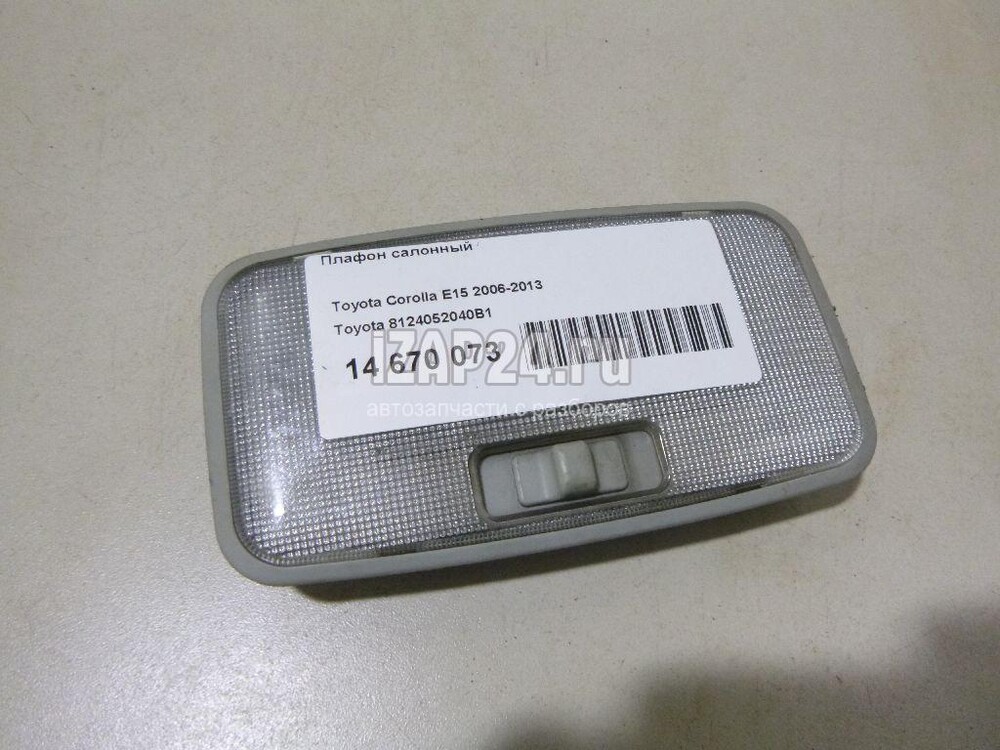 Плафон салонный
Toyota Corolla E15 2006-2013
Toyota 8124052040B1
14 670 073
iZAP24.ru
автозапчасти с разборов